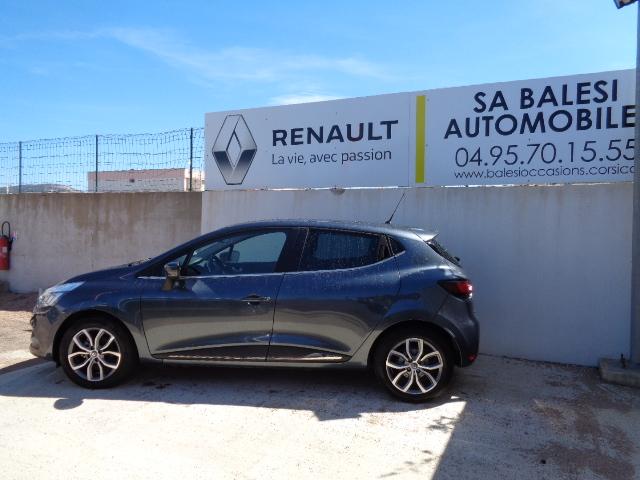 RENAULT
La vie, avec passion
SA BALESI
AUTOMOBILE
04.95.70.15.55
www.balesioccasions.corsica